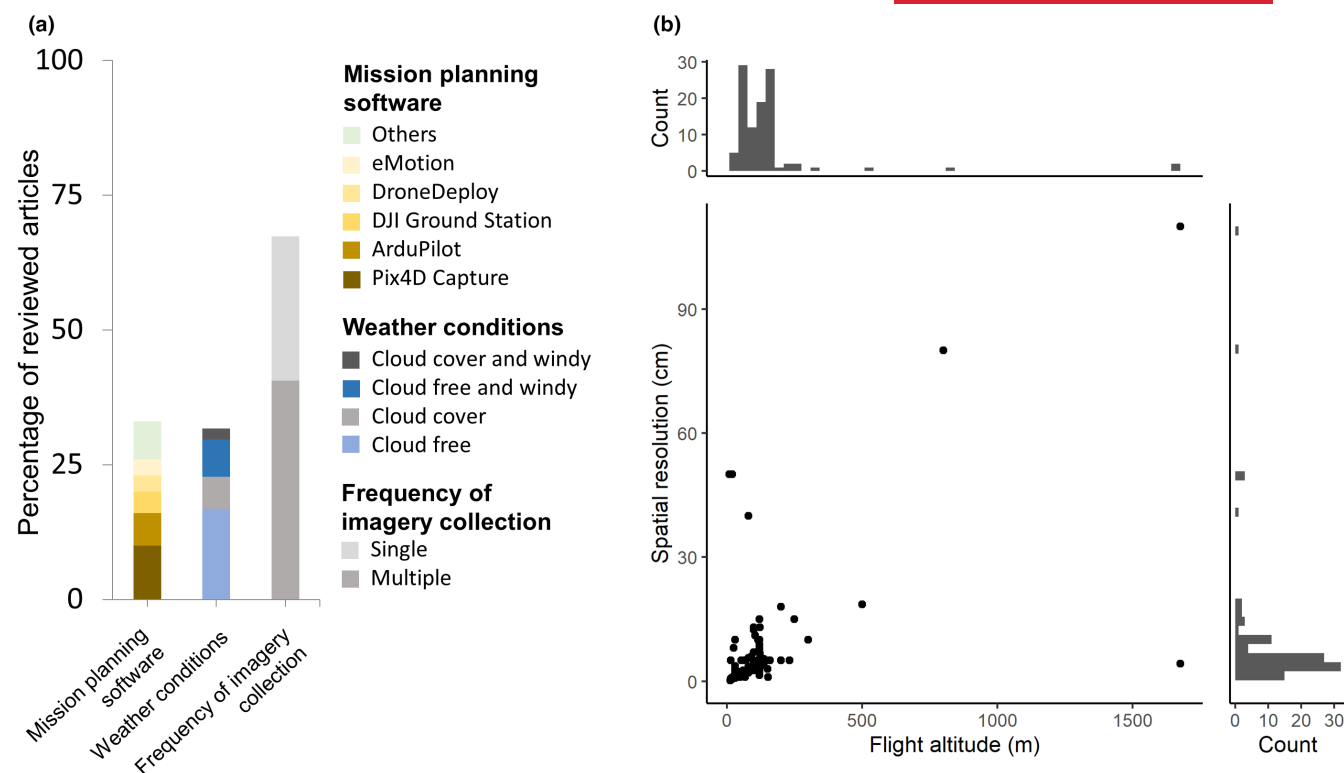 (a)
100
75
50
25
0
Percentage of reviewed articles
Mission planning
software
Weather conditions
Frequency of imagery
collection
Mission planning
software
Others
eMotion
DroneDeploy
DJI Ground Station
ArduPilot
Pix4D Capture
Weather conditions
Cloud cover and windy
Cloud free and windy
Cloud cover
Cloud free
Frequency of
imagery collection
Single
Multiple
(b)
30
20
10
0
Count
90
60
30
0
Spatial resolution (cm)
0
500
1000
1500
Flight altitude (m)
0
10
20
30
Count